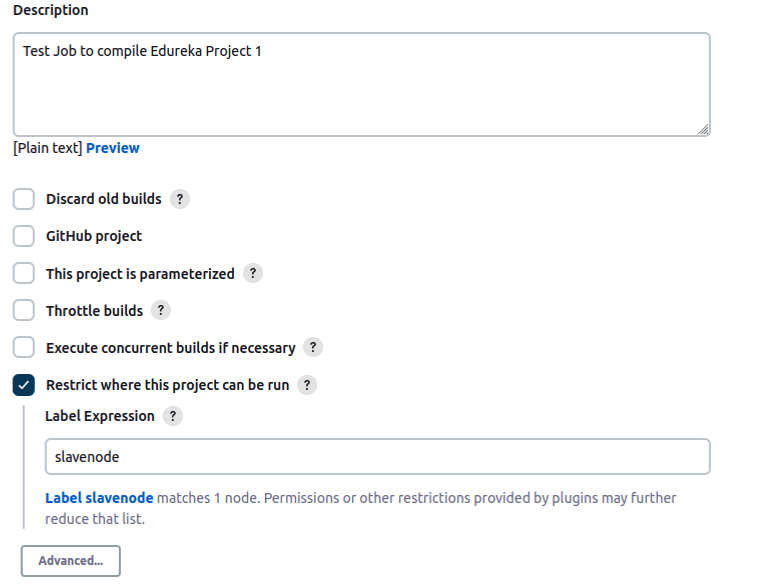 Description
Test Job to compile Edureka Project 1
[Plain text] Preview
Discard old builds ?
GitHub project
This project is parameterized ?
Throttle builds ?
Execute concurrent builds if necessary ?
Restrict where this project can be run ?
Label Expression ?
slavenode
Label slavenode matches 1 node. Permissions or other restrictions provided by plugins may further
reduce that list.
Advanced...